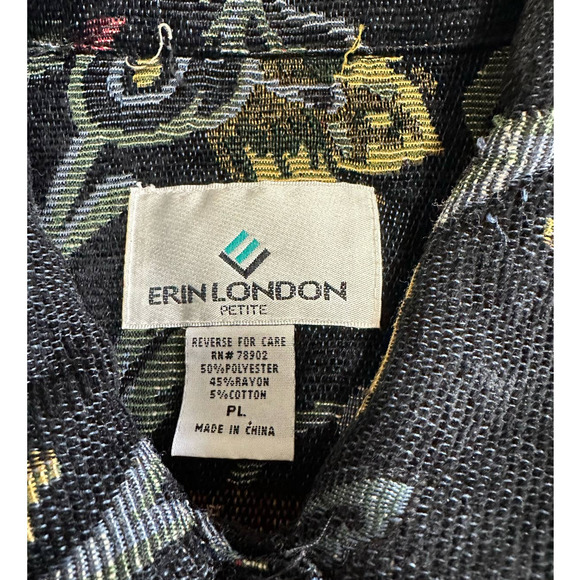 ERIN LONDON
PETITE
REVERSE FOR CARE
RN# 78902
50%POLYESTER
45%RAYON
5%COTTON
PL
MADE IN CHINA